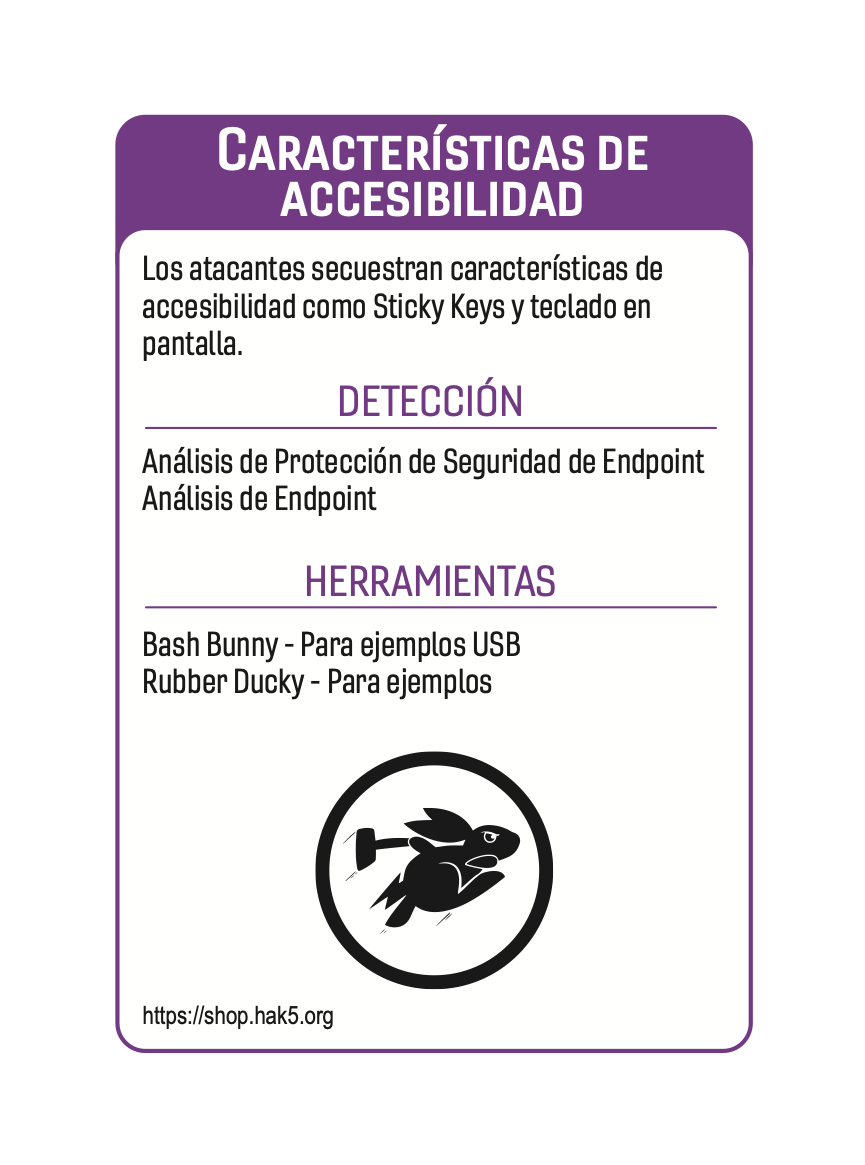 CARACTERÍSTICAS DE
ACCESIBILIDAD
Los atacantes secuestran características de
accesibilidad como Sticky Keys y teclado en
pantalla.
DETECCIÓN
Análisis de Protección de Seguridad de Endpoint
Análisis de Endpoint
HERRAMIENTAS
Bash Bunny - Para ejemplos USB
Rubber Ducky - Para ejemplos
https://shop.hak5.org